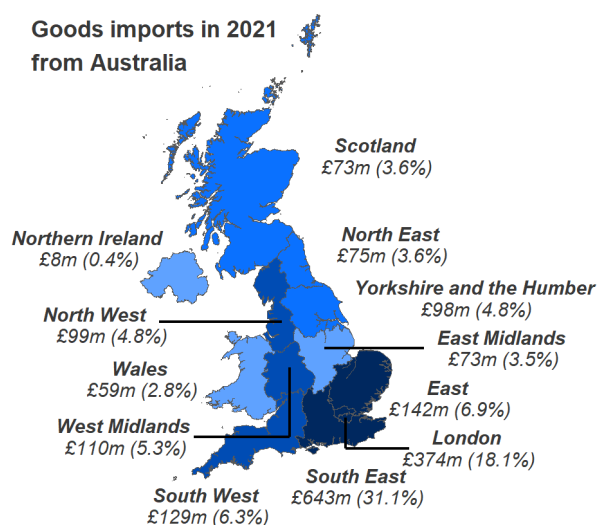 Goods imports in 2021
from Australia
Scotland
£73m (3.6%)
Northern Ireland
£8m (0.4%)
North East
£75m (3.6%)
Yorkshire and the Humber
£98m (4.8%)
North West
£99m (4.8%)
East Midlands
£73m (3.5%)
Wales
£59m (2.8%)
East
£142m (6.9%)
West Midlands
£110m (5.3%)
London
£374m (18.1%)
South East
£643m (31.1%)
South West
£129m (6.3%)